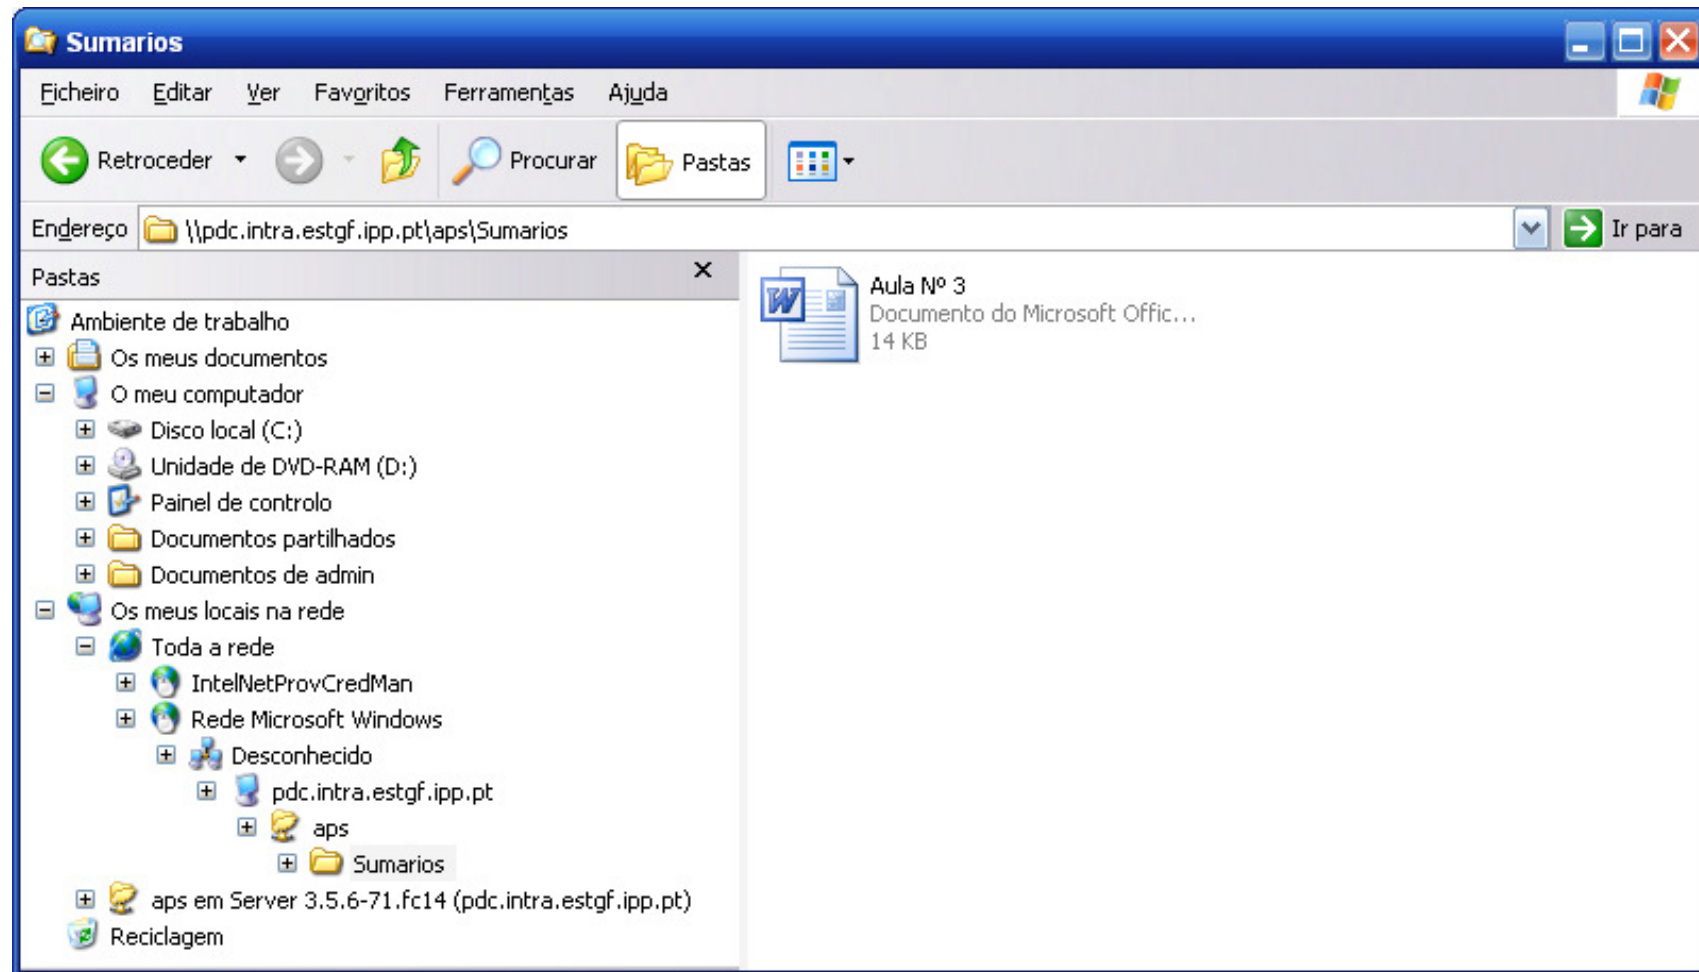 Sumarios
Ficheiro Editar Ver Favoritos Ferramentas Ajuda
Retroceder Procurar Pastas
Endereço \\pdc.intra.estgf.ipp.pt\aps\Sumarios Ir para
Pastas
Ambiente de trabalho
Os meus documentos
O meu computador
Disco local (C:)
Unidade de DVD-RAM (D:)
Painel de controlo
Documentos partilhados
Documentos de admin
Os meus locais na rede
Toda a rede
IntelNetProvCredMan
Rede Microsoft Windows
Desconhecido
pdc.intra.estgf.ipp.pt
aps
Sumarios
aps em Server 3.5.6-71.fc14 (pdc.intra.estgf.ipp.pt)
Reciclagem
Aula Nº 3
Documento do Microsoft Offic...
14 KB